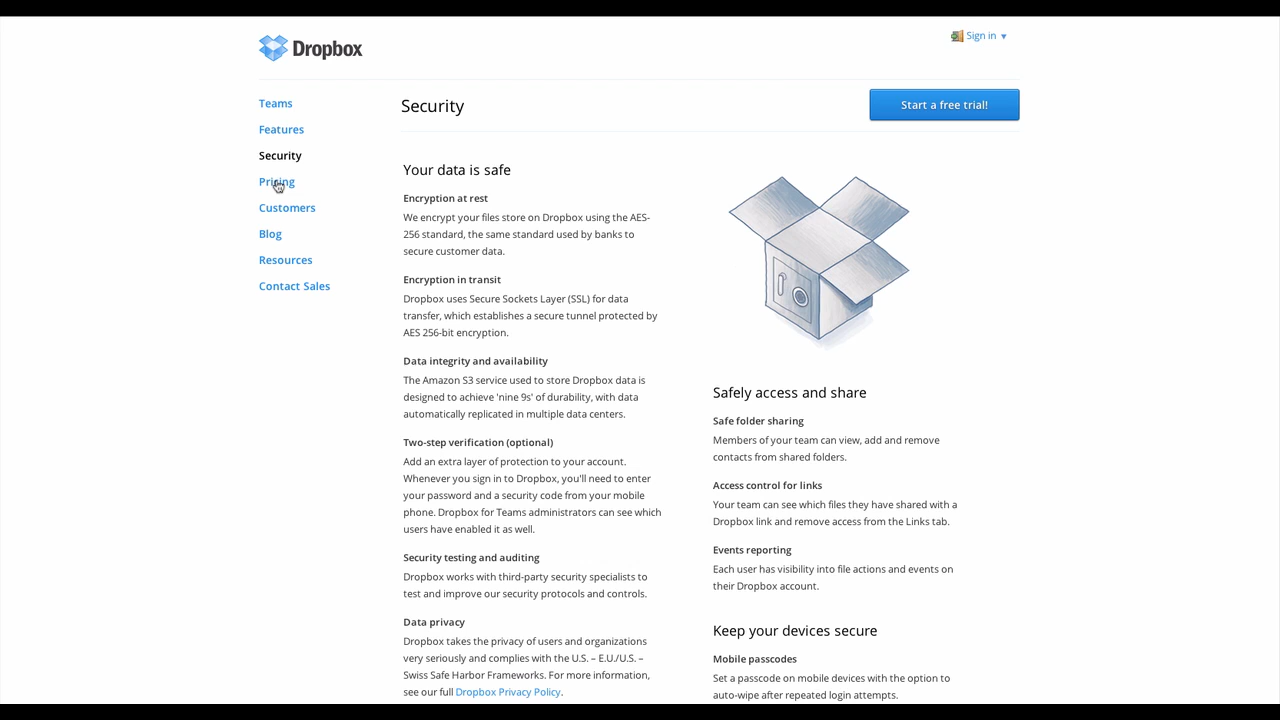 Dropbox
Sign in ▼
Teams
Features
Security
Pricing
Customers
Blog
Resources
Contact Sales
Security
Start a free trial!
Your data is safe
Encryption at rest
We encrypt your files store on Dropbox using the AES-
256 standard, the same standard used by banks to
secure customer data.
Encryption in transit
Dropbox uses Secure Sockets Layer (SSL) for data
transfer, which establishes a secure tunnel protected by
AES 256-bit encryption.
Data integrity and availability
The Amazon S3 service used to store Dropbox data is
designed to achieve 'nine 9s' of durability, with data
automatically replicated in multiple data centers.
Two-step verification (optional)
Add an extra layer of protection to your account.
Whenever you sign in to Dropbox, you'll need to enter
your password and a security code from your mobile
phone. Dropbox for Teams administrators can see which
users have enabled it as well.
Security testing and auditing
Dropbox works with third-party security specialists to
test and improve our security protocols and controls.
Data privacy
Dropbox takes the privacy of users and organizations
very seriously and complies with the U.S. – E.U./U.S. –
Swiss Safe Harbor Frameworks. For more information,
see our full Dropbox Privacy Policy.
Safely access and share
Safe folder sharing
Members of your team can view, add and remove
contacts from shared folders.
Access control for links
Your team can see which files they have shared with a
Dropbox link and remove access from the Links tab.
Events reporting
Each user has visibility into file actions and events on
their Dropbox account.
Keep your devices secure
Mobile passcodes
Set a passcode on mobile devices with the option to
auto-wipe after repeated login attempts.